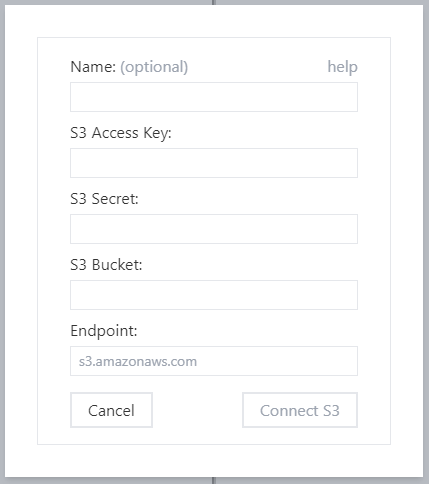 Name: (optional) help
S3 Access Key:
S3 Secret:
S3 Bucket:
Endpoint:
s3.amazonaws.com
Cancel Connect S3